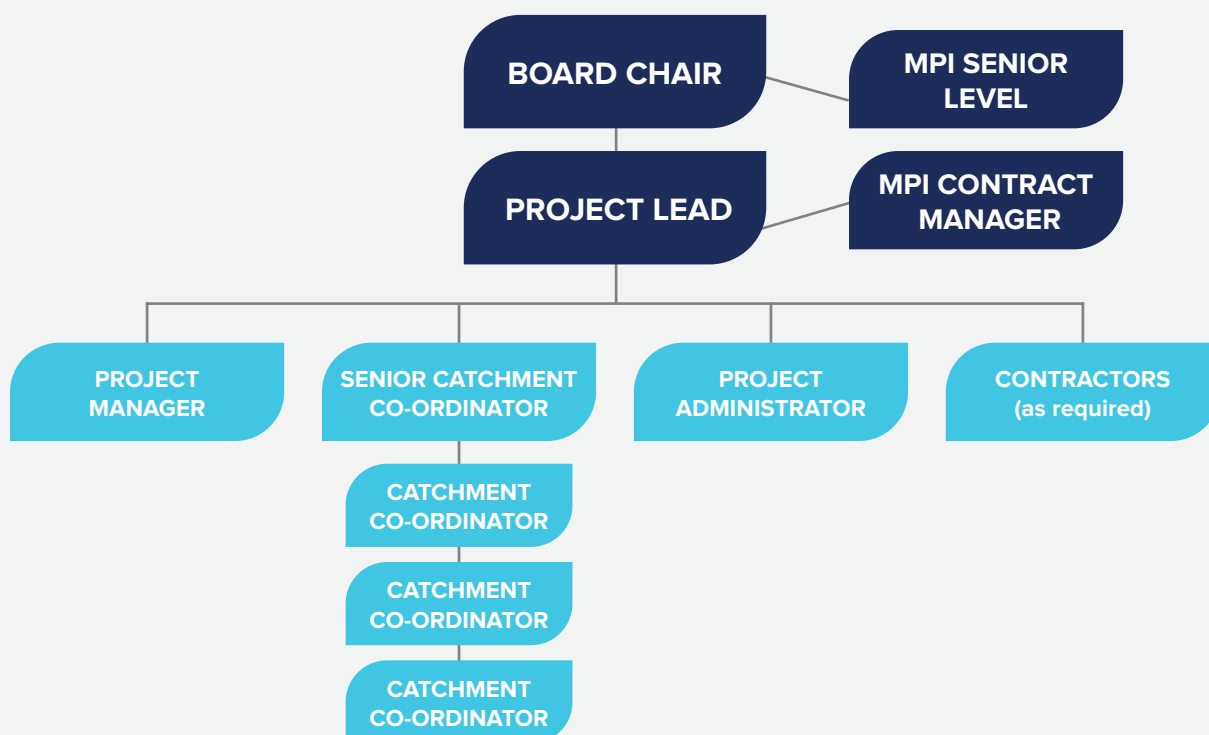 BOARD CHAIR
MPI SENIOR
LEVEL
PROJECT LEAD
MPI CONTRACT
MANAGER
PROJECT
MANAGER
SENIOR CATCHMENT
CO-ORDINATOR
PROJECT
ADMINISTRATOR
CONTRACTORS
(as required)
CATCHMENT
CO-ORDINATOR
CATCHMENT
CO-ORDINATOR
CATCHMENT
CO-ORDINATOR